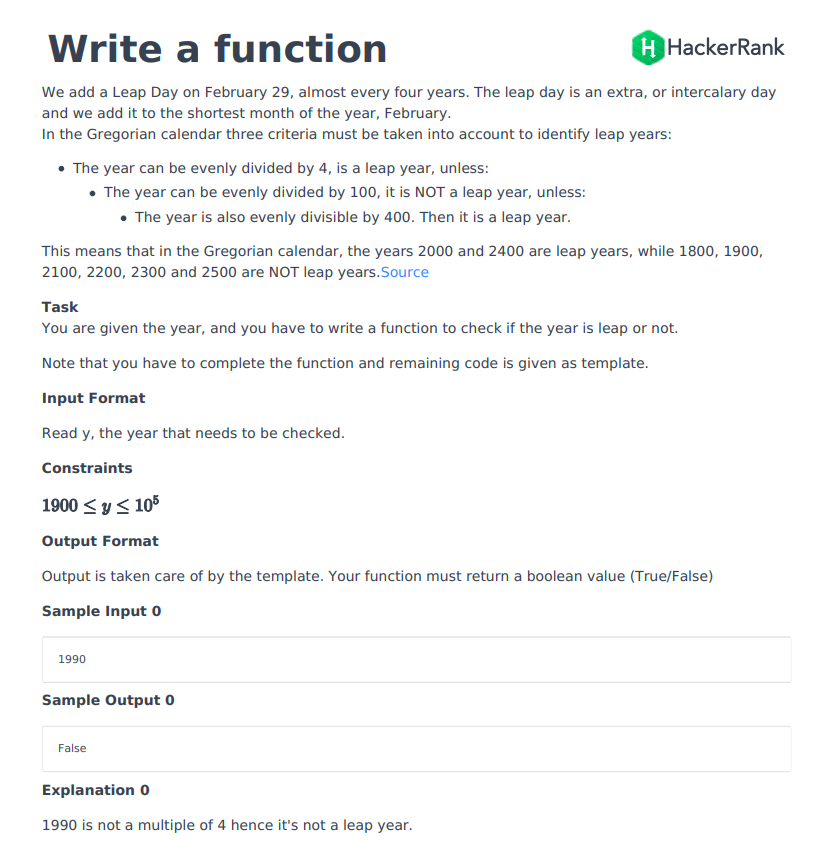 Write a function
HackerRank
We add a Leap Day on February 29, almost every four years. The leap day is an extra, or intercalary day
and we add it to the shortest month of the year, February.
In the Gregorian calendar three criteria must be taken into account to identify leap years:
• The year can be evenly divided by 4, is a leap year, unless:
• The year can be evenly divided by 100, it is NOT a leap year, unless:
• The year is also evenly divisible by 400. Then it is a leap year.
This means that in the Gregorian calendar, the years 2000 and 2400 are leap years, while 1800, 1900,
2100, 2200, 2300 and 2500 are NOT leap years.Source
Task
You are given the year, and you have to write a function to check if the year is leap or not.
Note that you have to complete the function and remaining code is given as template.
Input Format
Read y, the year that needs to be checked.
Constraints
1900 ≤ y ≤ 10⁵
Output Format
Output is taken care of by the template. Your function must return a boolean value (True/False)
Sample Input 0
1990
Sample Output 0
False
Explanation 0
1990 is not a multiple of 4 hence it's not a leap year.